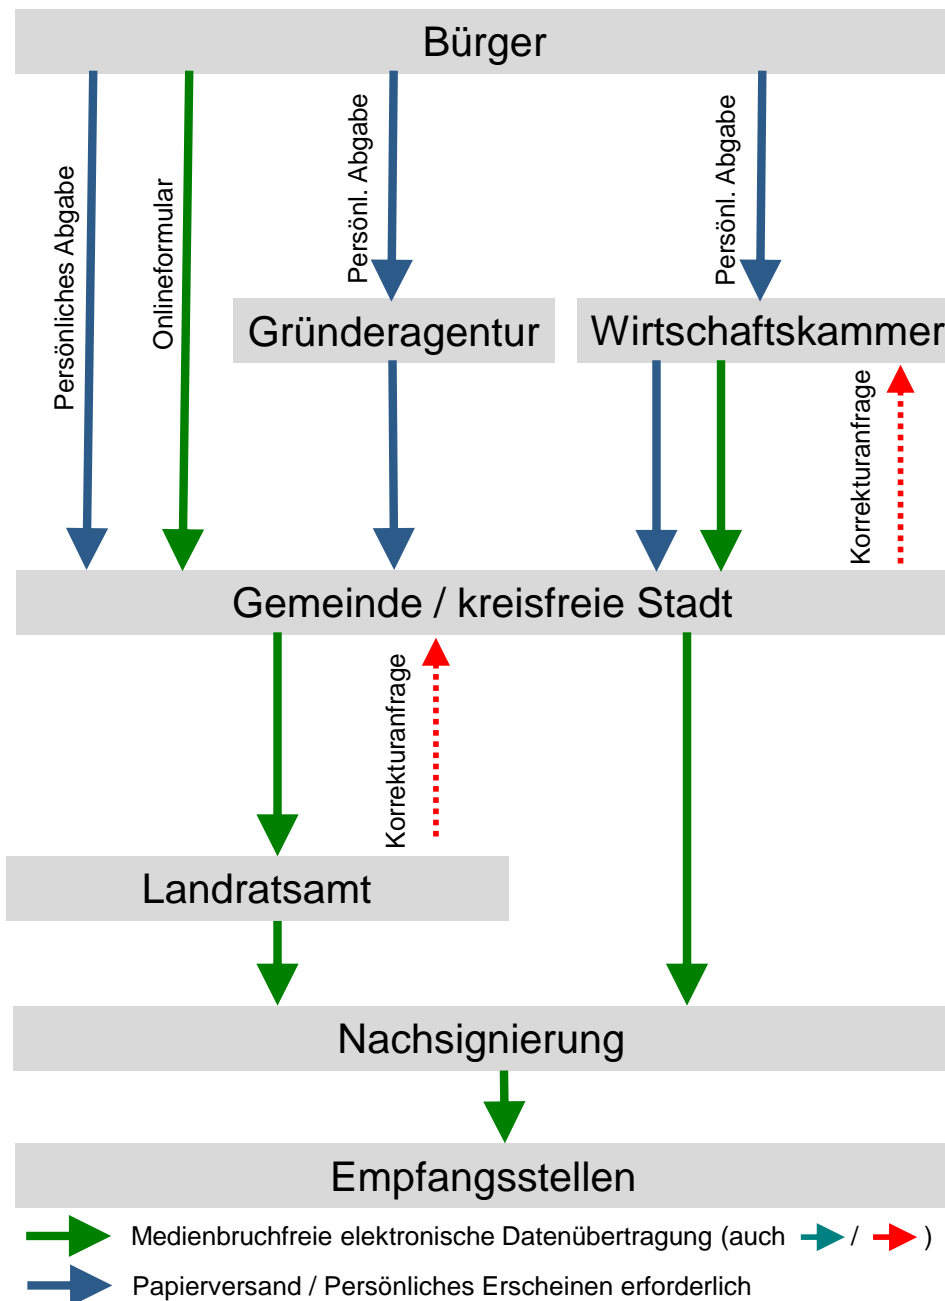 Bürger
Persönliches Abgabe
Onlineformular
Persönl. Abgabe
Persönl. Abgabe
Gründeragentur
Wirtschaftskammer
Korrekturanfrage
Gemeinde / kreisfreie Stadt
Korrekturanfrage
Landratsamt
Nachsignierung
Empfangsstellen
Medienbruchfreie elektronische Datenübertragung (auch / )
Papierversand / Persönliches Erscheinen erforderlich